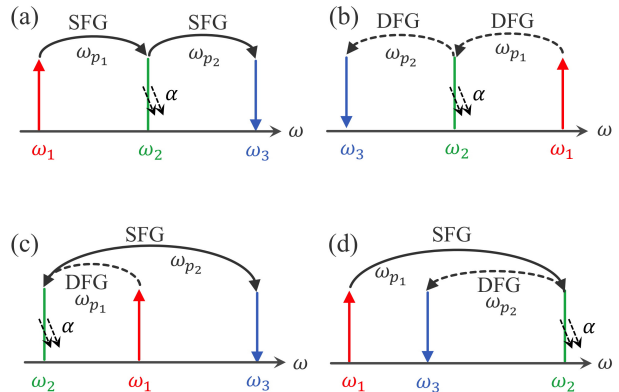 (a)
SFG
SFG
ω_{p_1}
ω_{p_2}
α
ω
ω_1
ω_2
ω_3
(b)
DFG
DFG
ω_{p_2}
ω_{p_1}
α
ω
ω_3
ω_2
ω_1
(c)
SFG
ω_{p_2}
DFG
ω_{p_1}
α
ω
ω_2
ω_1
ω_3
(d)
SFG
ω_{p_1}
DFG
ω_{p_2}
α
ω
ω_1
ω_3
ω_2